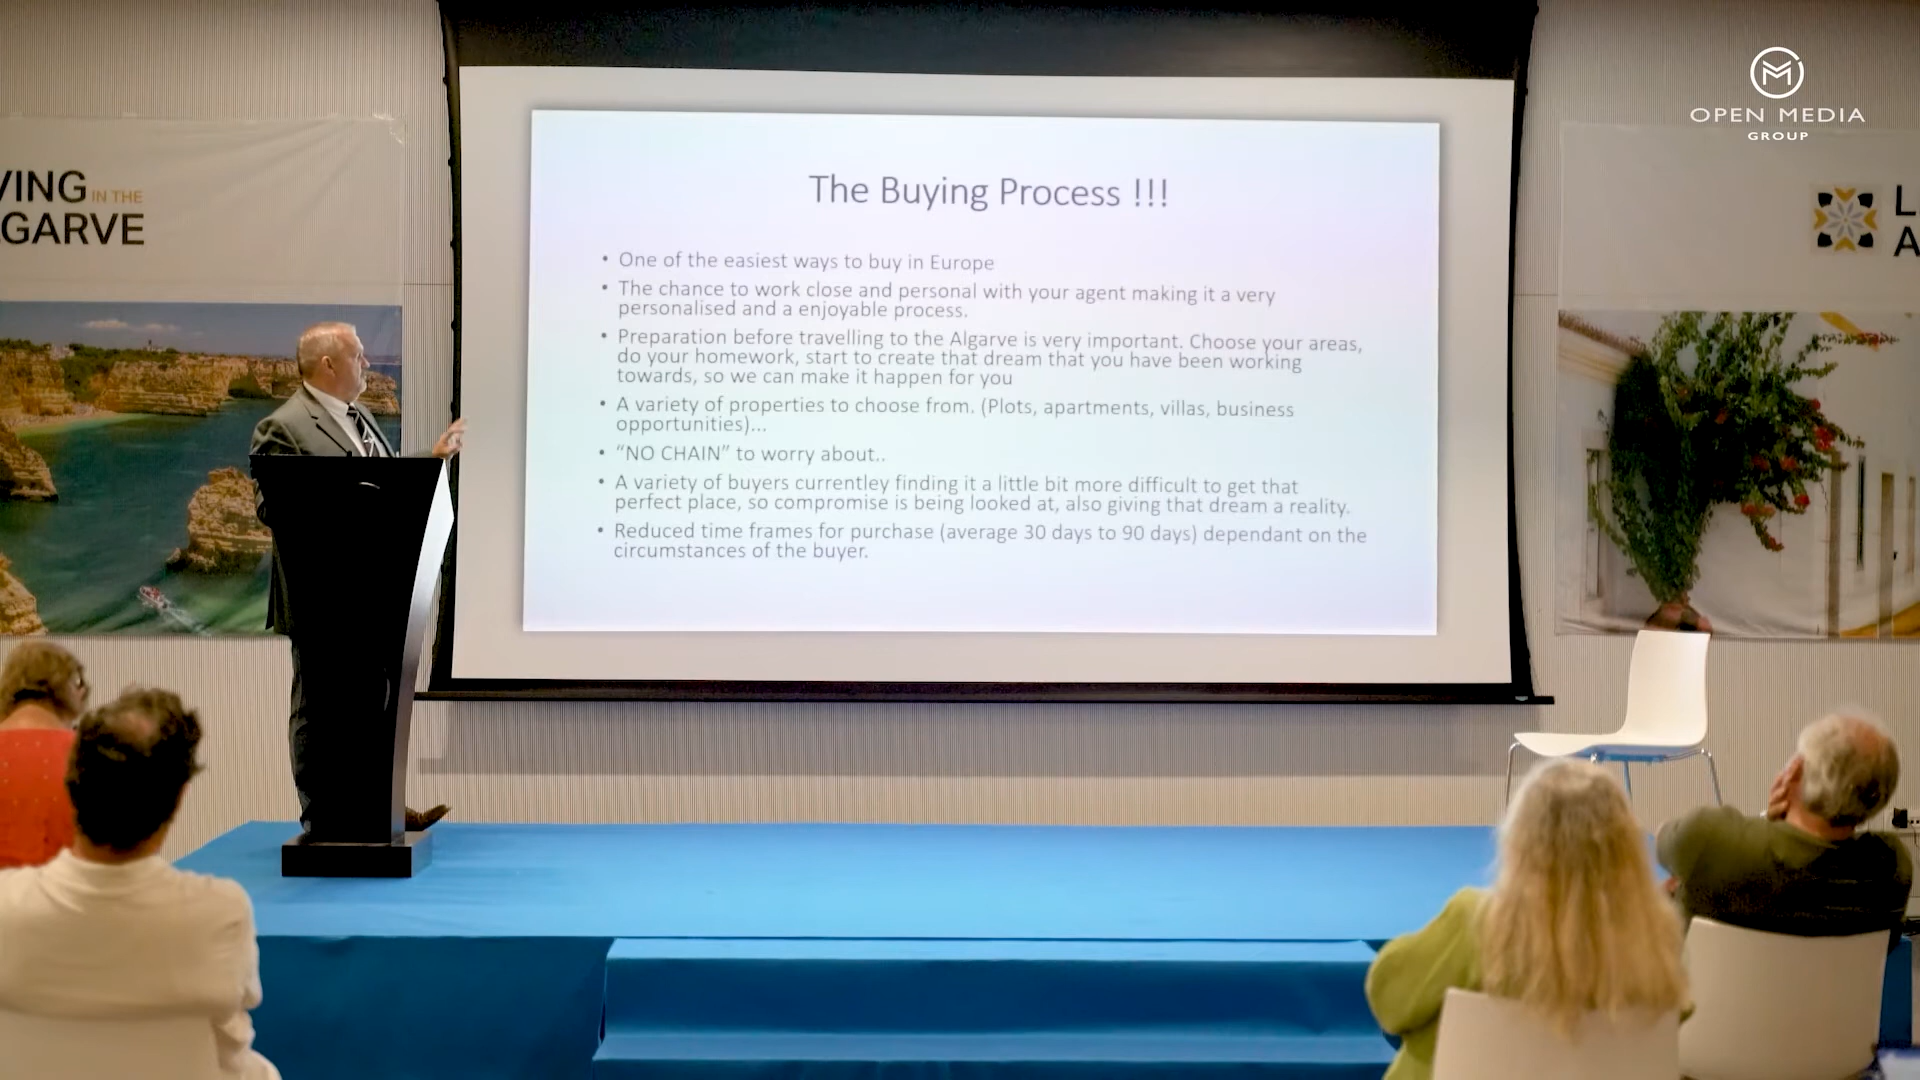 OPEN MEDIA
GROUP
VING IN THE
GARVE
L
A
The Buying Process !!!
• One of the easiest ways to buy in Europe
• The chance to work close and personal with your agent making it a very
personalised and a enjoyable process.
• Preparation before travelling to the Algarve is very important. Choose your areas,
do your homework, start to create that dream that you have been working
towards, so we can make it happen for you
• A variety of properties to choose from. (Plots, apartments, villas, business
opportunities)...
• “NO CHAIN” to worry about..
• A variety of buyers currentley finding it a little bit more difficult to get that
perfect place, so compromise is being looked at, also giving that dream a reality.
• Reduced time frames for purchase (average 30 days to 90 days) dependant on the
circumstances of the buyer.